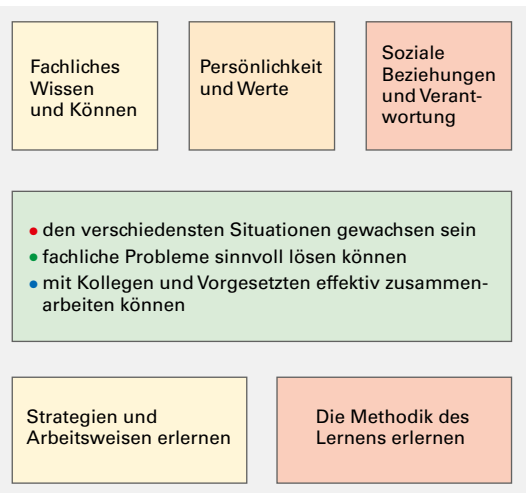 Fachliches
Wissen
und Können
Persönlichkeit
und Werte
Soziale
Beziehungen
und Verant-
wortung
• den verschiedensten Situationen gewachsen sein
• fachliche Probleme sinnvoll lösen können
• mit Kollegen und Vorgesetzten effektiv zusammen-
arbeiten können
Strategien und
Arbeitsweisen erlernen
Die Methodik des
Lernens erlernen